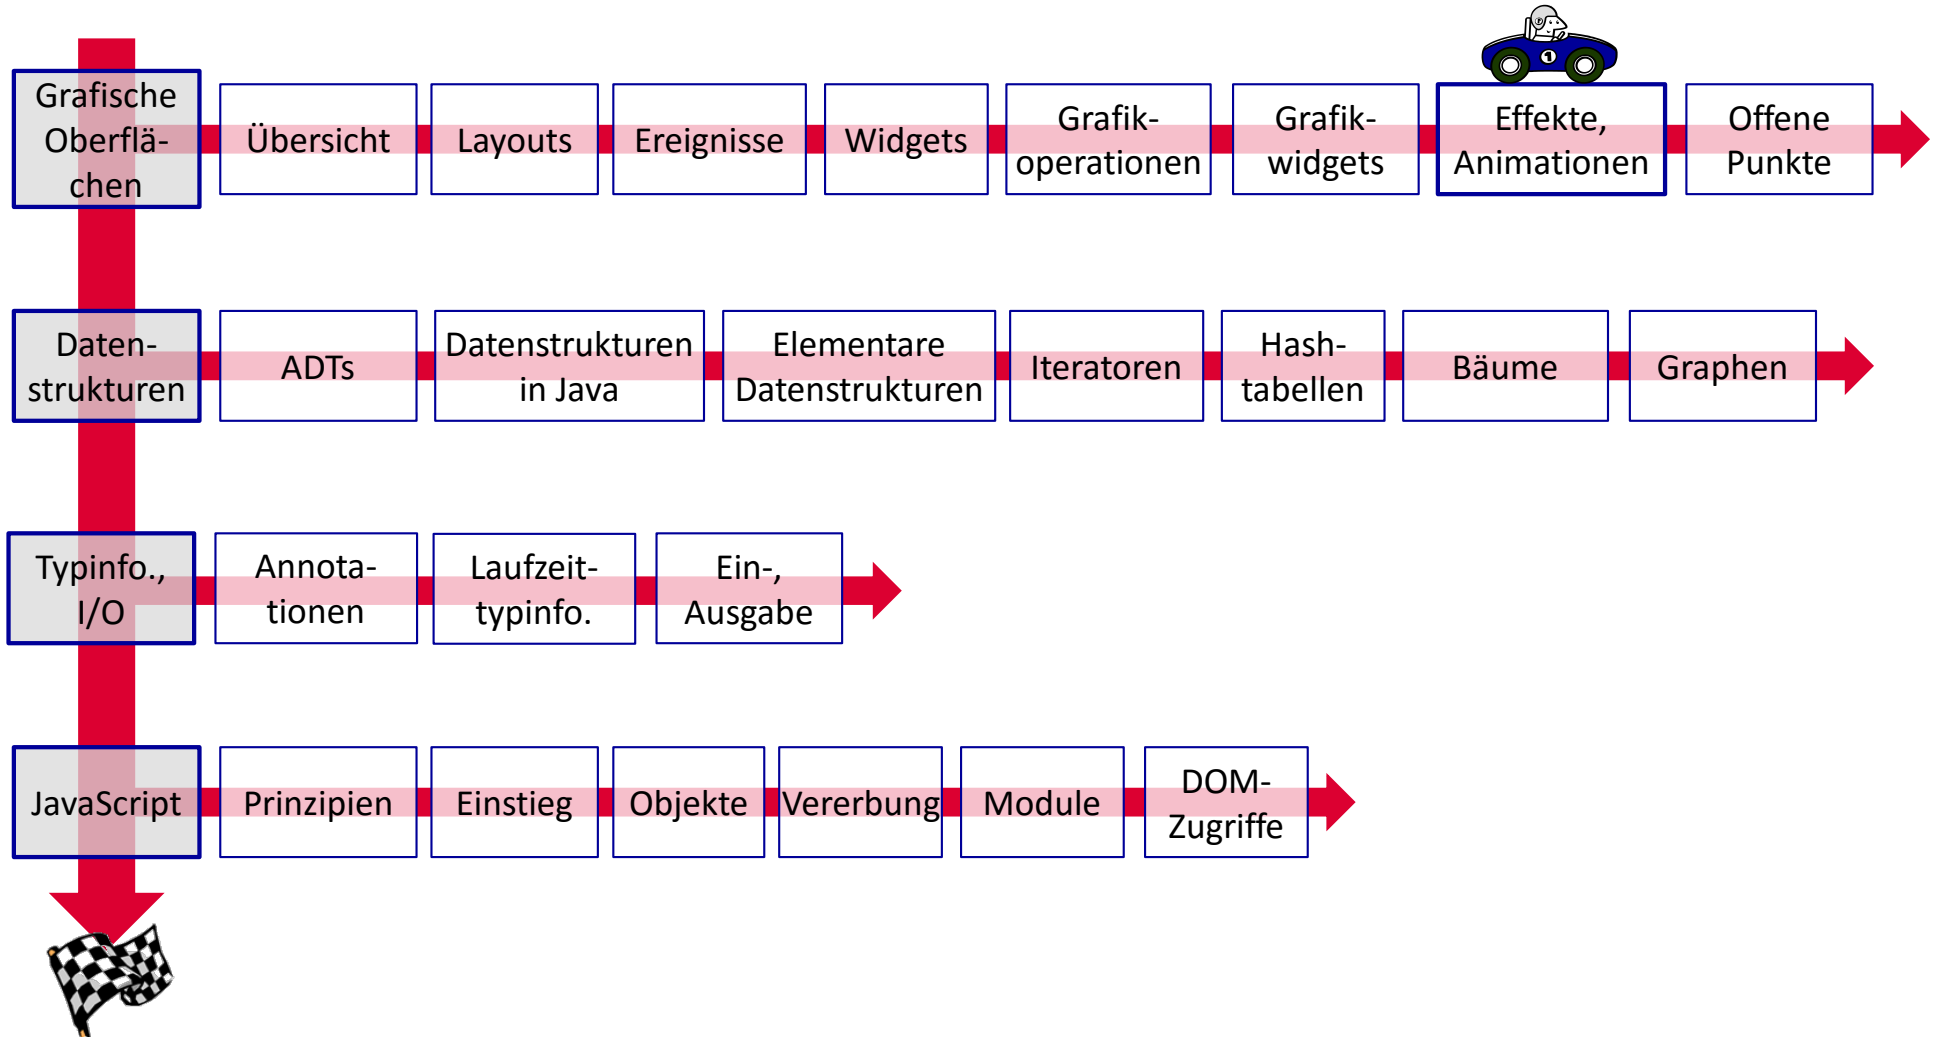 Grafische
Oberflä-
chen
Übersicht
Layouts
Ereignisse
Widgets
Grafik-
operationen
Grafik-
widgets
1
Effekte,
Animationen
Offene
Punkte
Daten-
strukturen
ADTs
Datenstrukturen
in Java
Elementare
Datenstrukturen
Iteratoren
Hash-
tabellen
Bäume
Graphen
Typinfo.,
I/O
Annota-
tionen
Laufzeit-
typinfo.
Ein-,
Ausgabe
JavaScript
Prinzipien
Einstieg
Objekte
Vererbung
Module
DOM-
Zugriffe